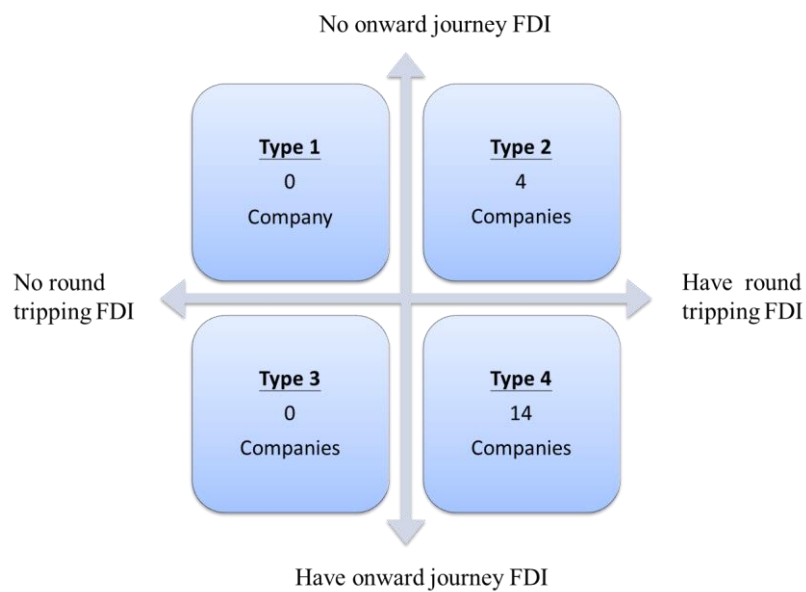 No onward journey FDI
Type 1
0
Company
Type 2
4
Companies
No round
tripping FDI
Have round
tripping FDI
Type 3
0
Companies
Type 4
14
Companies
Have onward journey FDI